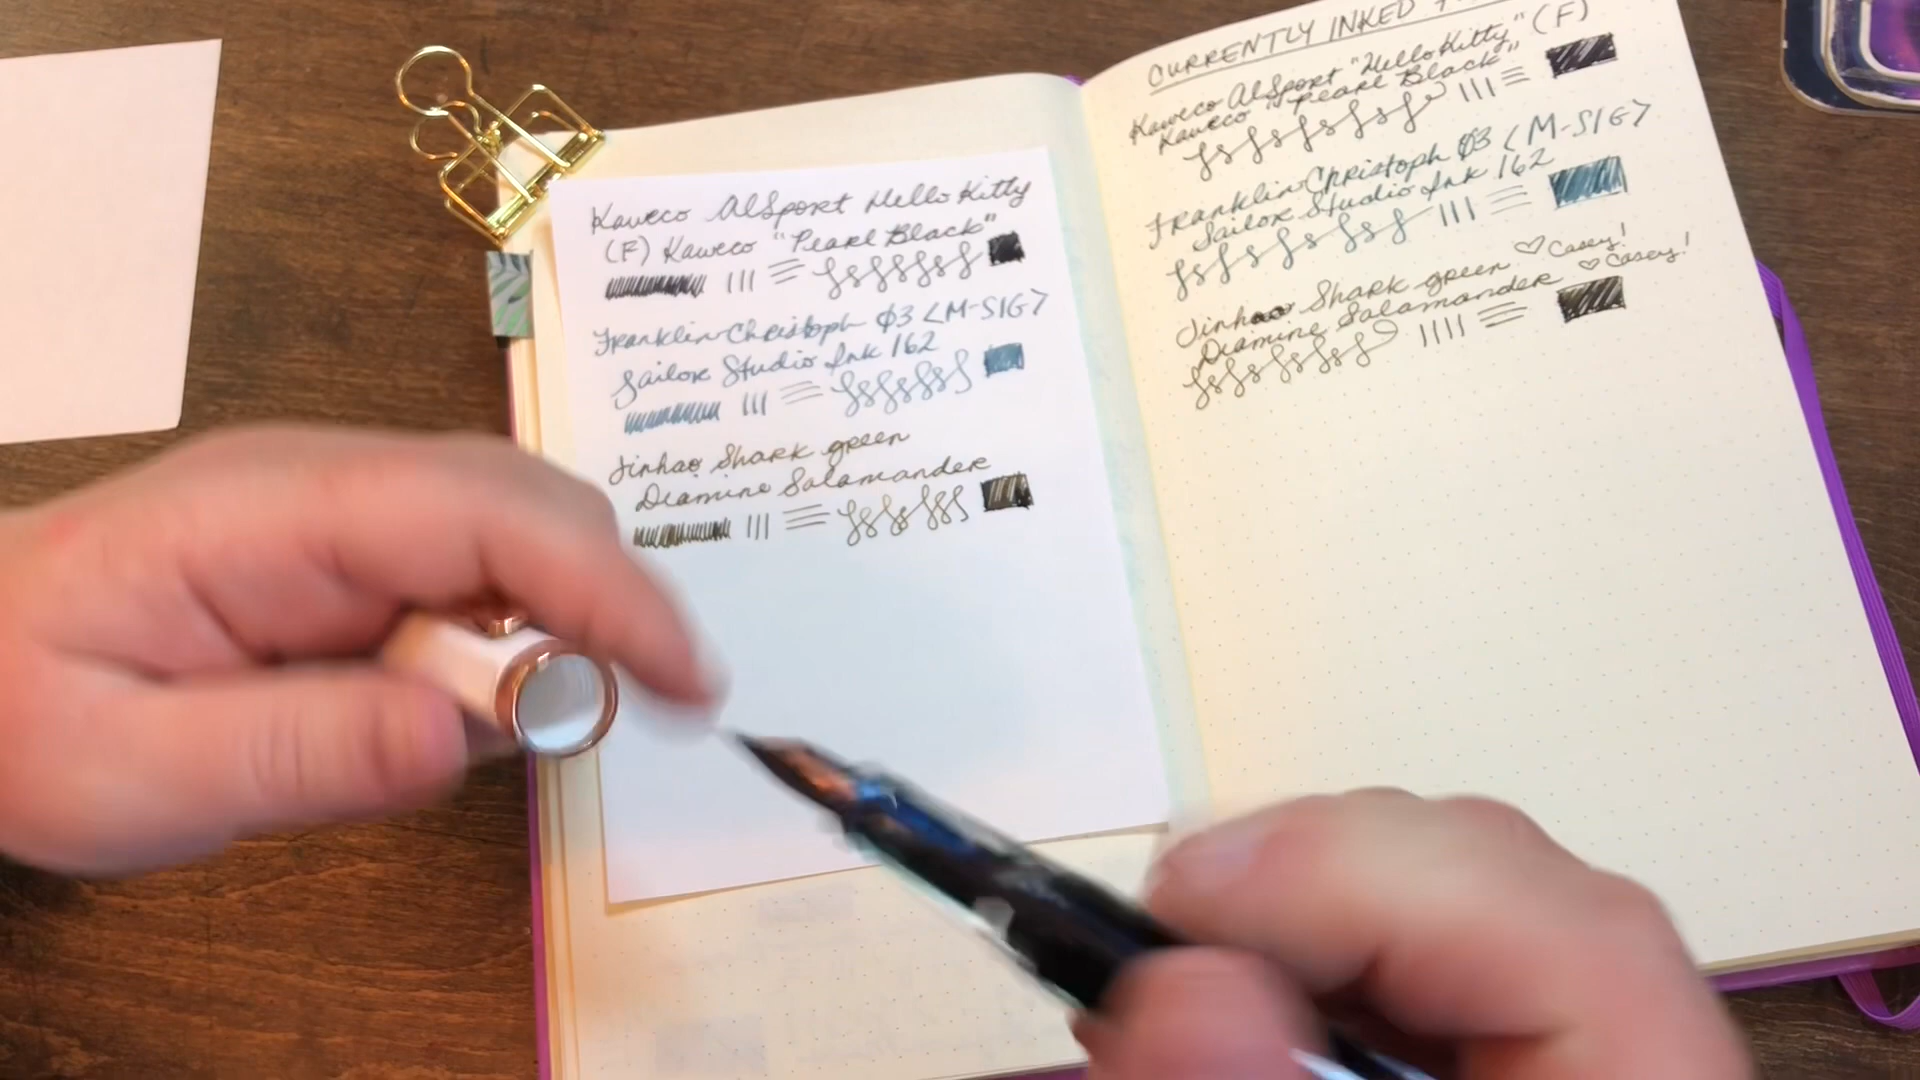 Kaweco AlSport Hello Kitty
(F) Kaweco "Pearl Black"
Franklin-Christoph 03 <M-SIG>
Sailor Studio Ink 162
Jinhao Shark green
Diamine Salamander
CURRENTLY INKED
Kaweco AlSport "Hello Kitty" (F)
Kaweco "Pearl Black"
Franklin-Christoph 03 <M-SIG>
Sailor Studio Ink 162
Jinhao Shark green ♡ Casey!
Diamine Salamander ♡ Casey!